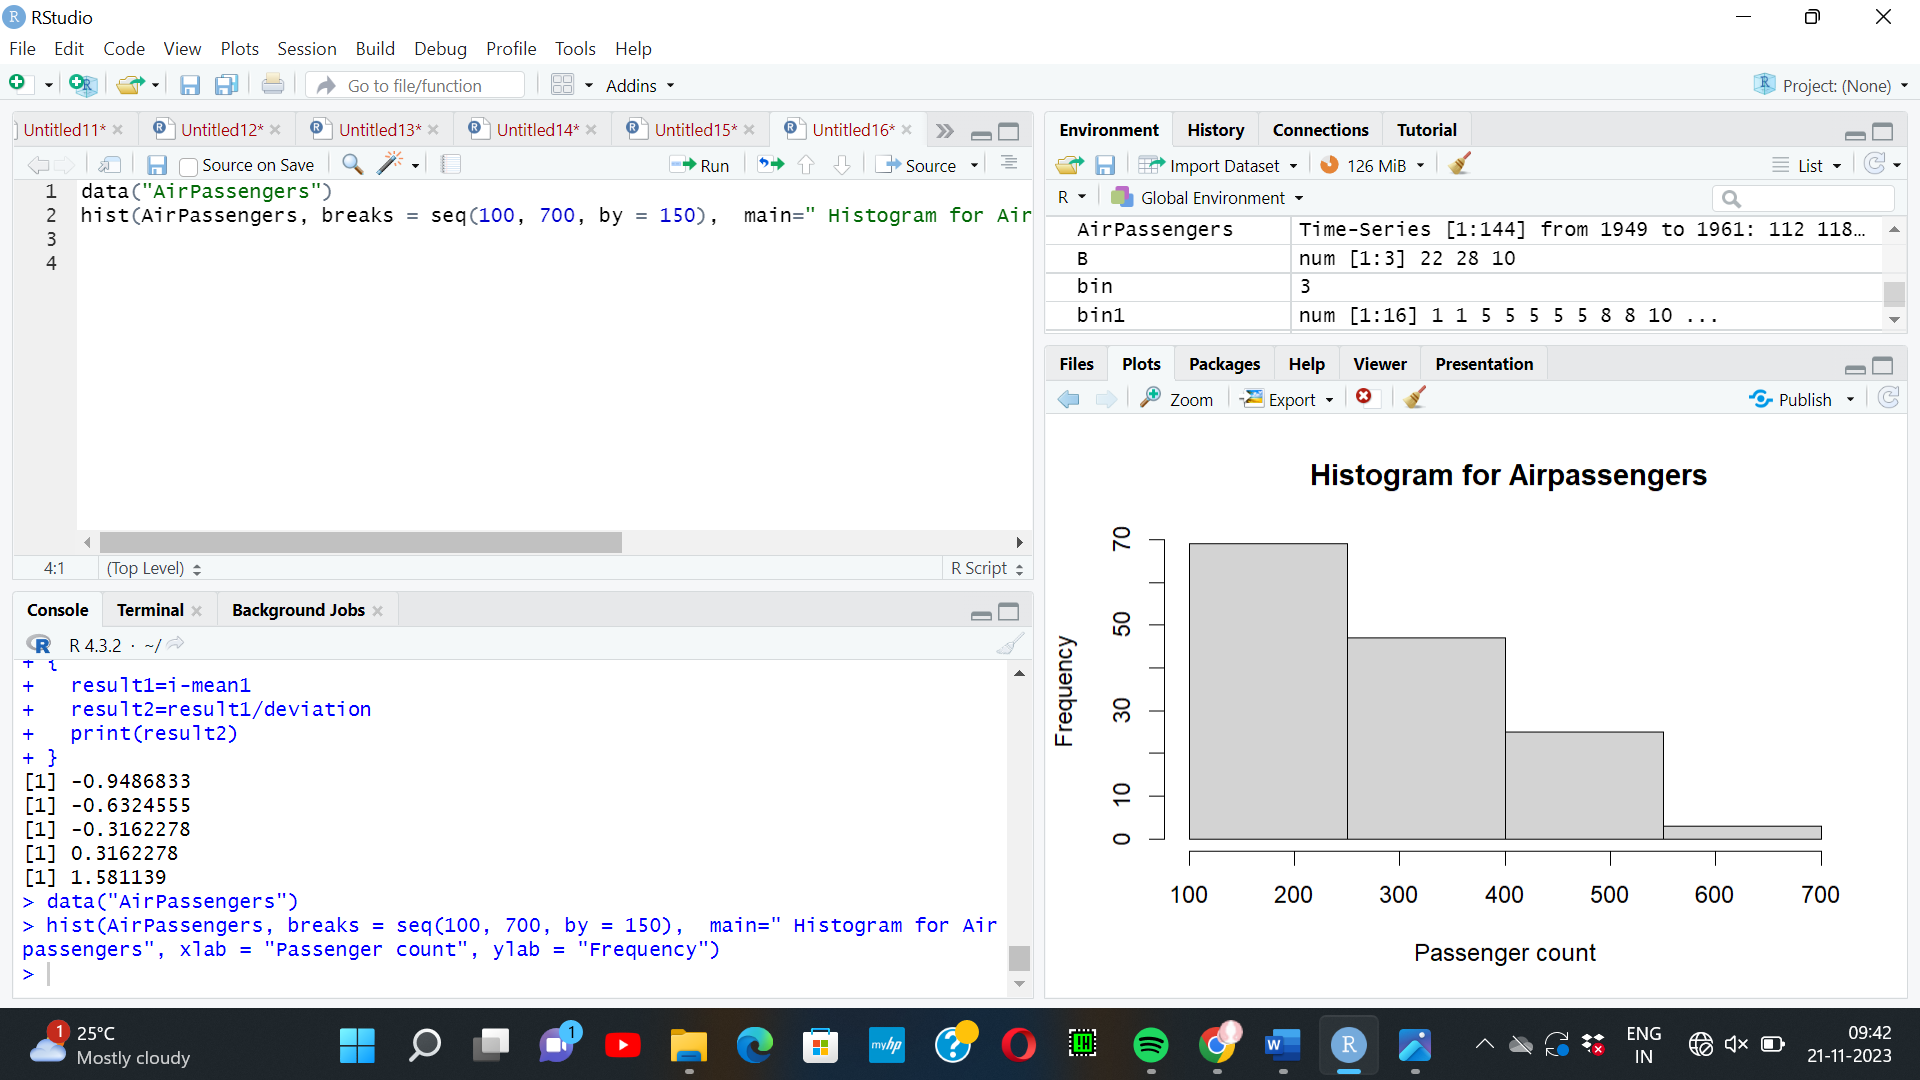 RStudio
File Edit Code View Plots Session Build Debug Profile Tools Help
Go to file/function Addins Project: (None)
Untitled11* Untitled12* Untitled13* Untitled14* Untitled15* Untitled16*
Source on Save Run Source
1 data("AirPassengers")
2 hist(AirPassengers, breaks = seq(100, 700, by = 150),  main=" Histogram for Air
3
4
4:1 (Top Level) R Script
Console Terminal Background Jobs
R 4.3.2 · ~/
+ {
+   result1=i-mean1
+   result2=result1/deviation
+   print(result2)
+ }
[1] -0.9486833
[1] -0.6324555
[1] -0.3162278
[1] 0.3162278
[1] 1.581139
> data("AirPassengers")
> hist(AirPassengers, breaks = seq(100, 700, by = 150),  main=" Histogram for Air
passengers", xlab = "Passenger count", ylab = "Frequency")
>
Environment History Connections Tutorial
Import Dataset 126 MiB List
R Global Environment
AirPassengers Time-Series [1:144] from 1949 to 1961: 112 118…
B num [1:3] 22 28 10
bin 3
bin1 num [1:16] 1 1 5 5 5 5 5 8 8 10 ...
Files Plots Packages Help Viewer Presentation
Zoom Export Publish
Histogram for Airpassengers
Frequency
70
50
30
10
0
100 200 300 400 500 600 700
Passenger count
1 25°C
Mostly cloudy
1
myhp
ENG
IN
09:42
21-11-2023